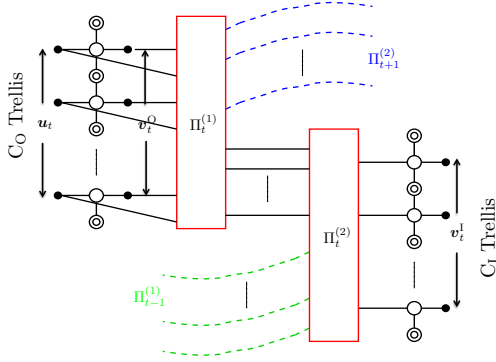 C_O Trellis
u_t
v_t^O
Π_t^{(1)}
Π_{t+1}^{(2)}
Π_{t-1}^{(1)}
Π_t^{(2)}
v_t^I
C_I Trellis